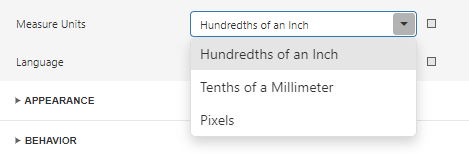 Measure Units
Hundredths of an Inch
Hundredths of an Inch
Language
Tenths of a Millimeter
APPEARANCE
Pixels
BEHAVIOR